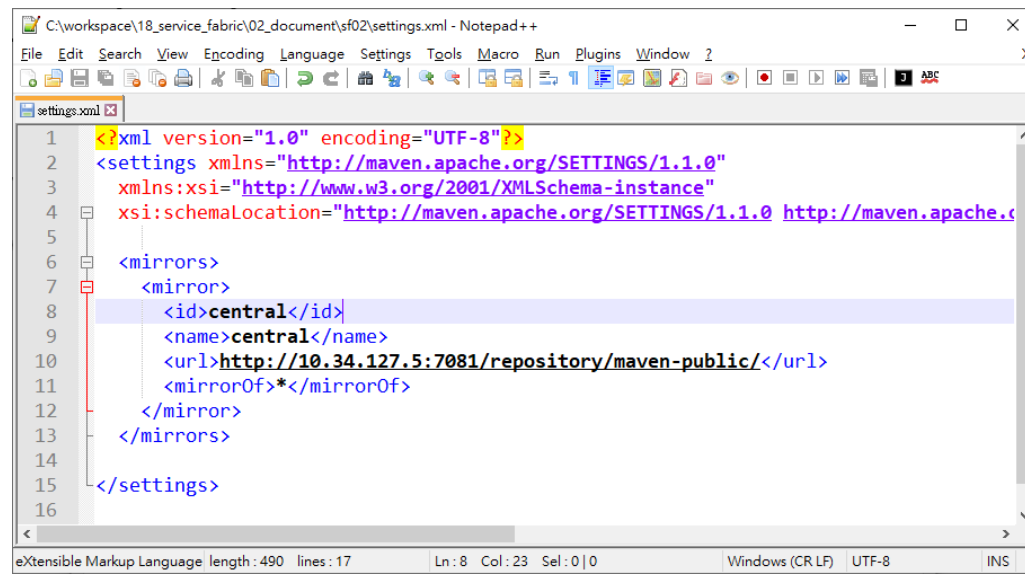 C:\workspace\18_service_fabric\02_document\sf02\settings.xml - Notepad++
File Edit Search View Encoding Language Settings Tools Macro Run Plugins Window ?
settings.xml
1 <?xml version="1.0" encoding="UTF-8"?>
2 <settings xmlns="http://maven.apache.org/SETTINGS/1.1.0"
3 xmlns:xsi="http://www.w3.org/2001/XMLSchema-instance"
4 xsi:schemaLocation="http://maven.apache.org/SETTINGS/1.1.0 http://maven.apache.
5
6 <mirrors>
7 <mirror>
8 <id>central</id>
9 <name>central</name>
10 <url>http://10.34.127.5:7081/repository/maven-public/</url>
11 <mirrorOf>*</mirrorOf>
12 </mirror>
13 </mirrors>
14
15 </settings>
16
eXtensible Markup Language length : 490 lines : 17 Ln : 8 Col : 23 Sel : 0 | 0 Windows (CR LF) UTF-8 INS